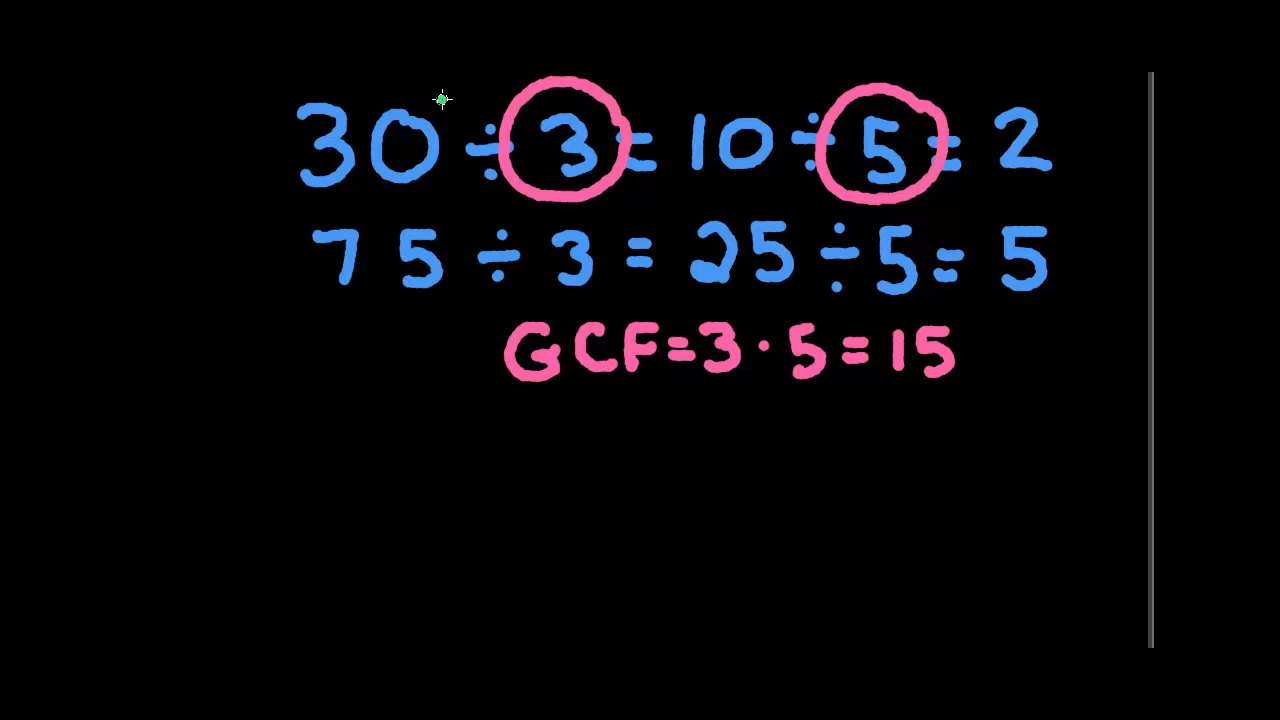 30 ÷ 3 = 10 ÷ 5 = 2
75 ÷ 3 = 25 ÷ 5 = 5
GCF=3·5=15